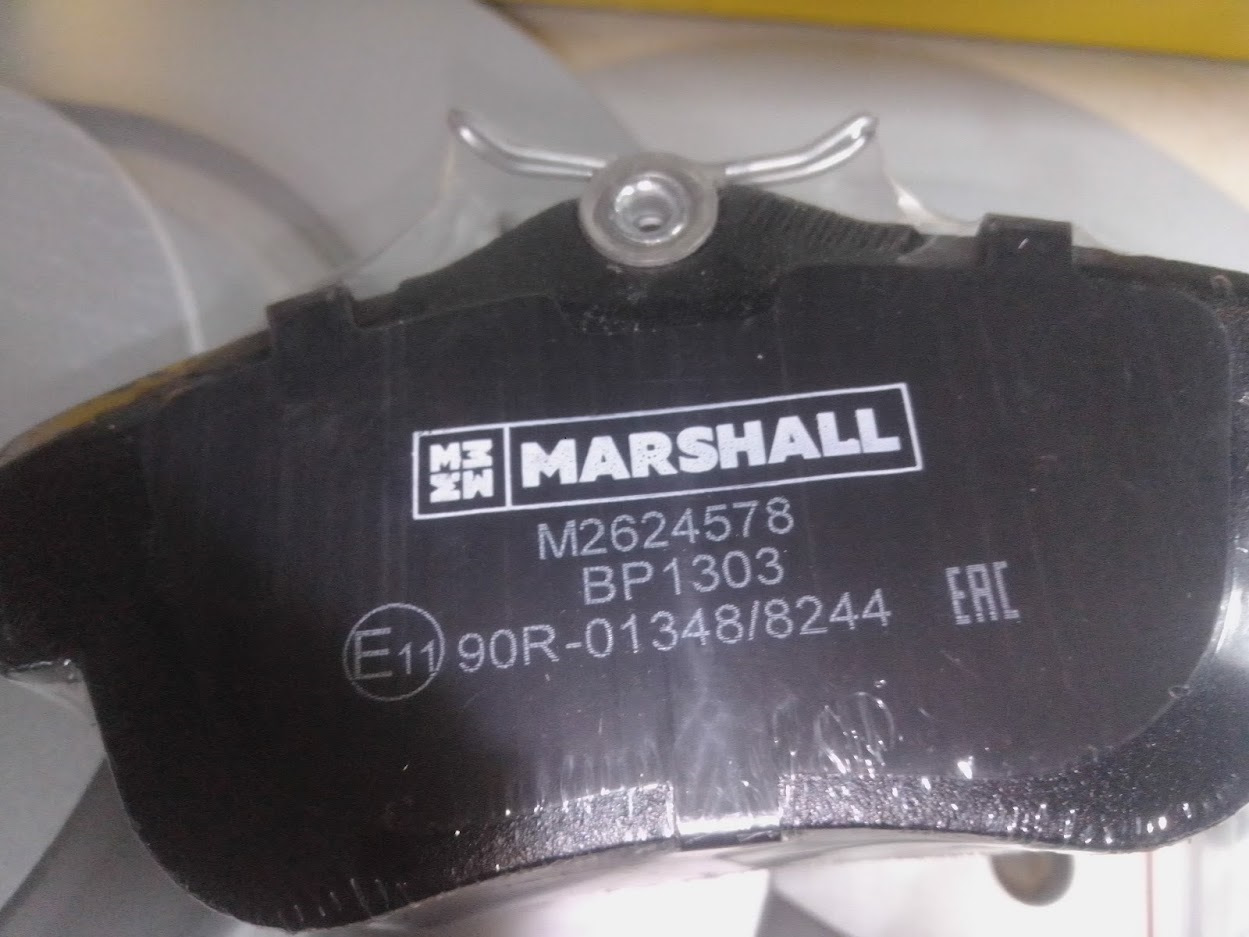 MARSHALL
M2624578
BP1303
E11 90R-01348/8244
EAC